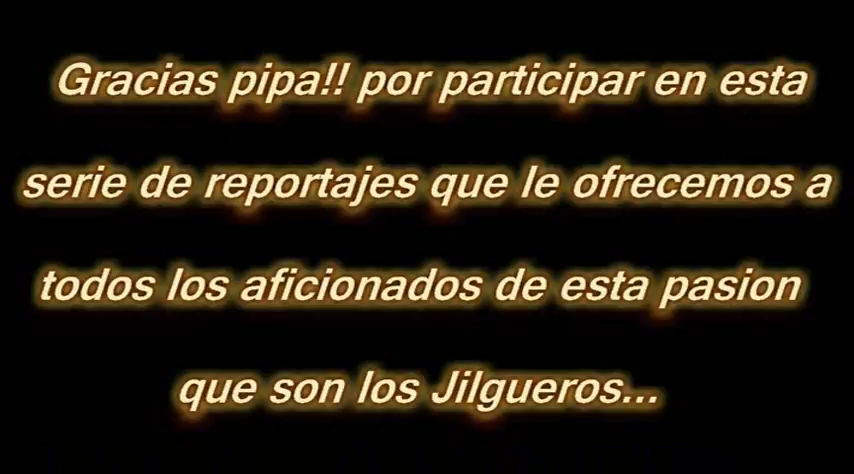 Gracias pipa!! por participar en esta
serie de reportajes que le ofrecemos a
todos los aficionados de esta pasion
que son los Jilgueros...